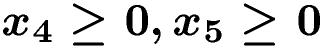 x₄ ≥ 0, x₅ ≥ 0